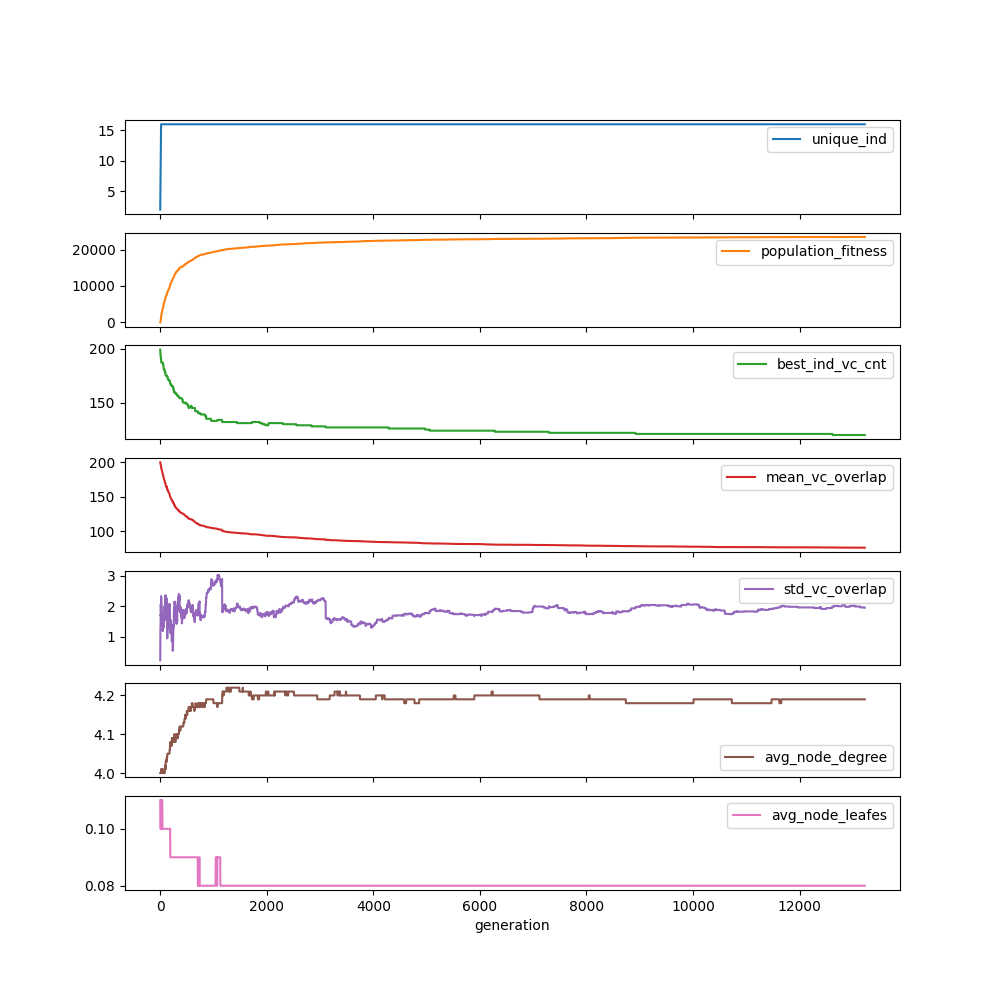 15
10
5
unique_ind
20000
10000
0
population_fitness
200
150
best_ind_vc_cnt
200
150
100
mean_vc_overlap
3
2
1
std_vc_overlap
4.2
4.1
4.0
avg_node_degree
0.10
0.08
avg_node_leafes
0 2000 4000 6000 8000 10000 12000
generation